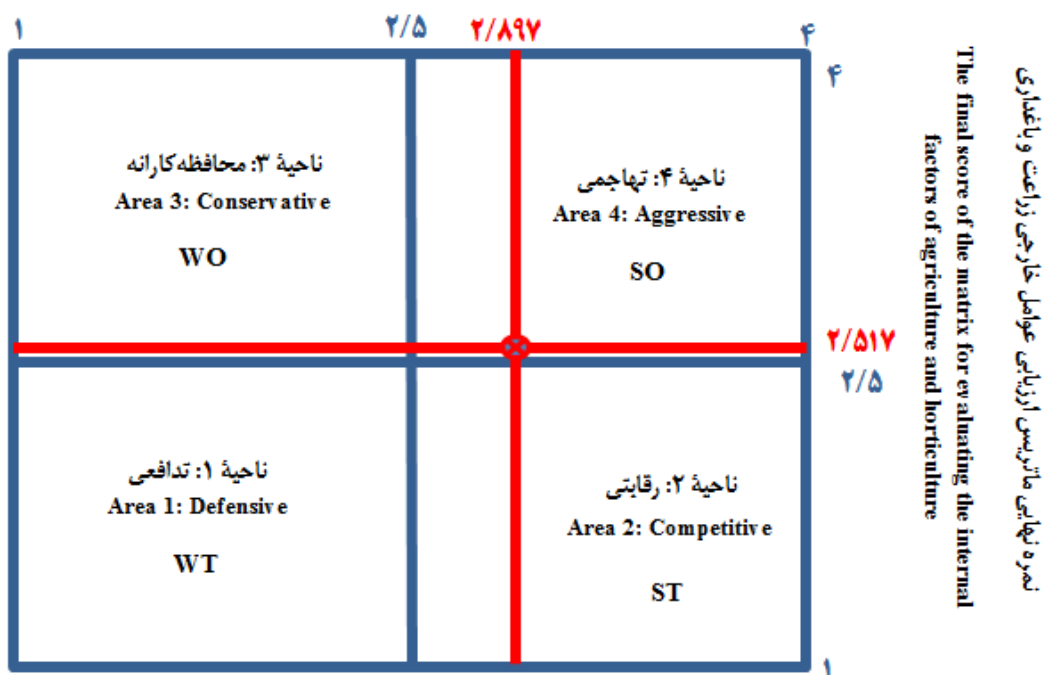 ۱
۲/۵
۲/۸۹۷
۴
۴
ناحیهٔ ۳: محافظه‌کارانه
Area 3: Conservative
WO
ناحیهٔ ۴: تهاجمی
Area 4: Aggressive
SO
۲/۵۱۷
۲/۵
ناحیهٔ ۱: تدافعی
Area 1: Defensive
WT
ناحیهٔ ۲: رقابتی
Area 2: Competitive
ST
۱
نمره نهایی ماتریس ارزیابی عوامل خارجی زراعت و باغداری
The final score of the matrix for evaluating the internal
factors of agriculture and horticulture